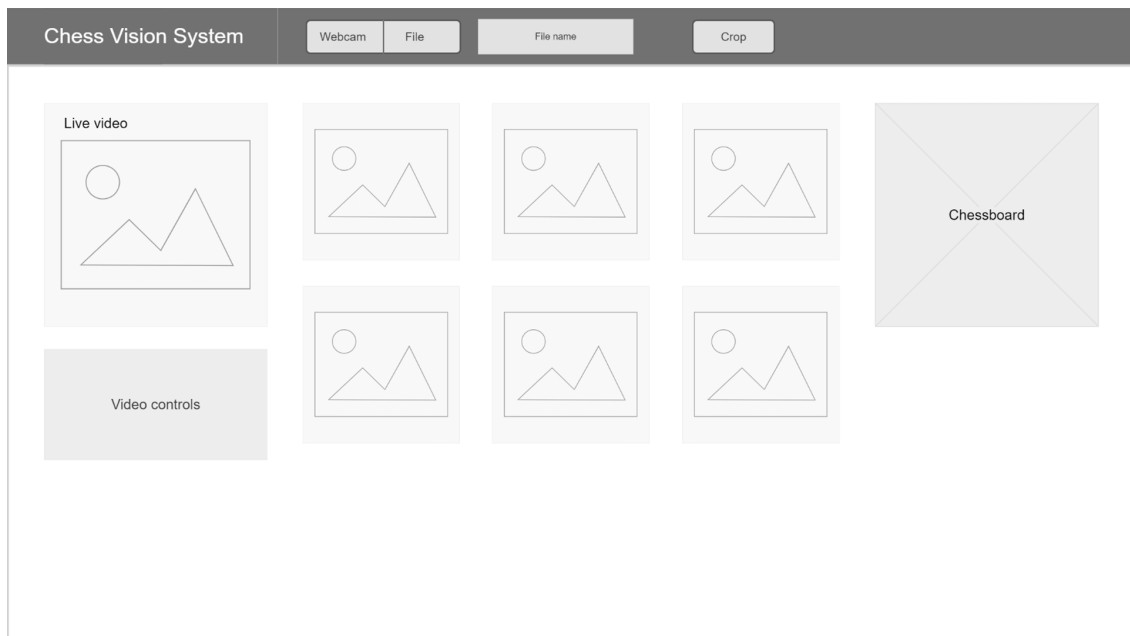 Chess Vision System
Webcam
File
File name
Crop
Live video
Chessboard
Video controls